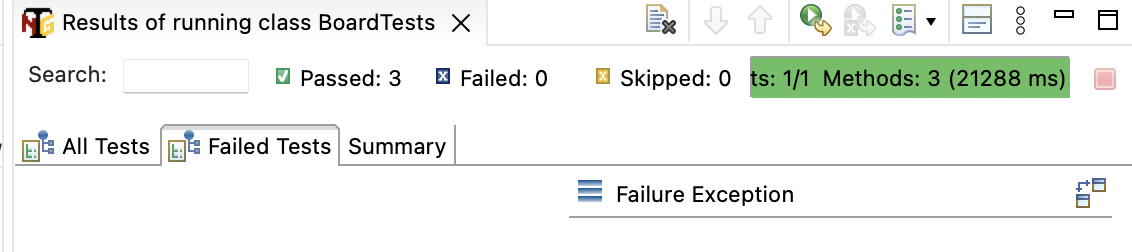 Results of running class BoardTests
Search: Passed: 3 Failed: 0 Skipped: 0 ts: 1/1 Methods: 3 (21288 ms)
All Tests Failed Tests Summary
Failure Exception